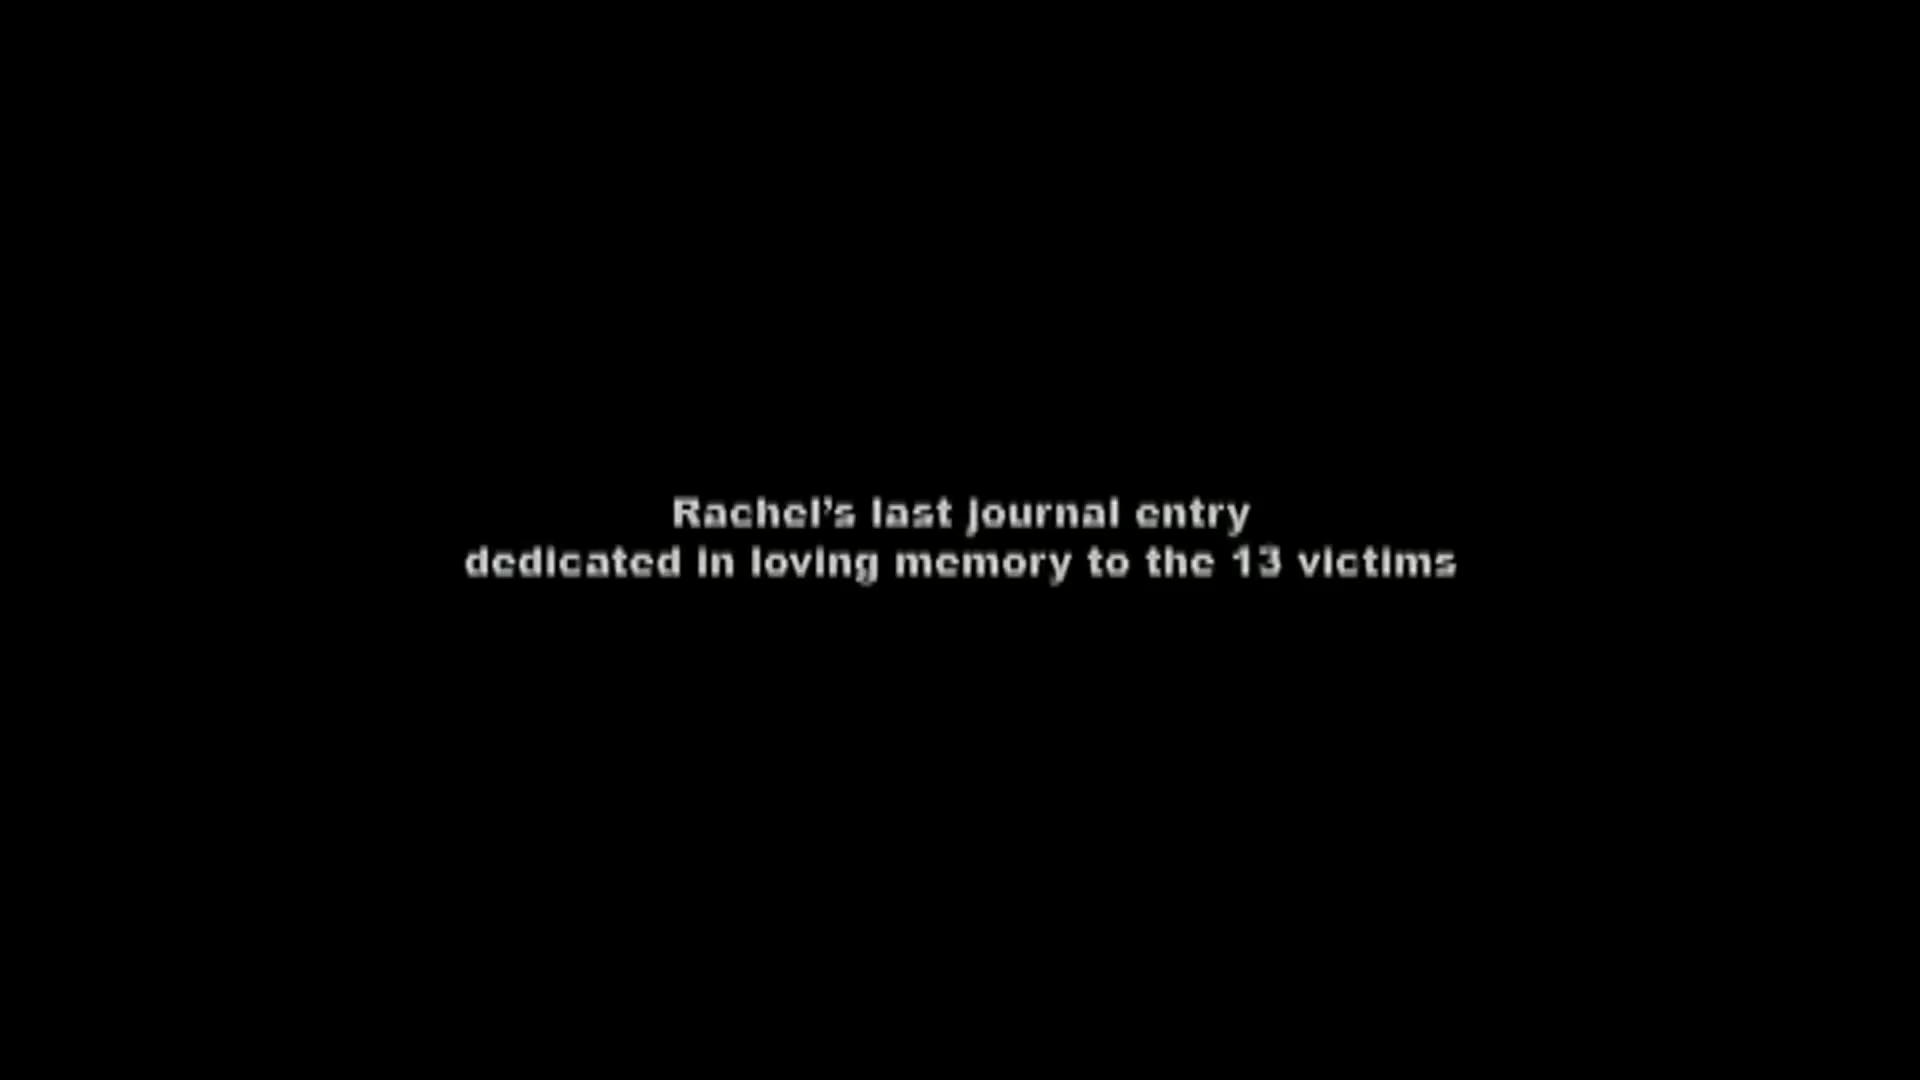 Rachel's last journal entry
dedicated in loving memory to the 13 victims